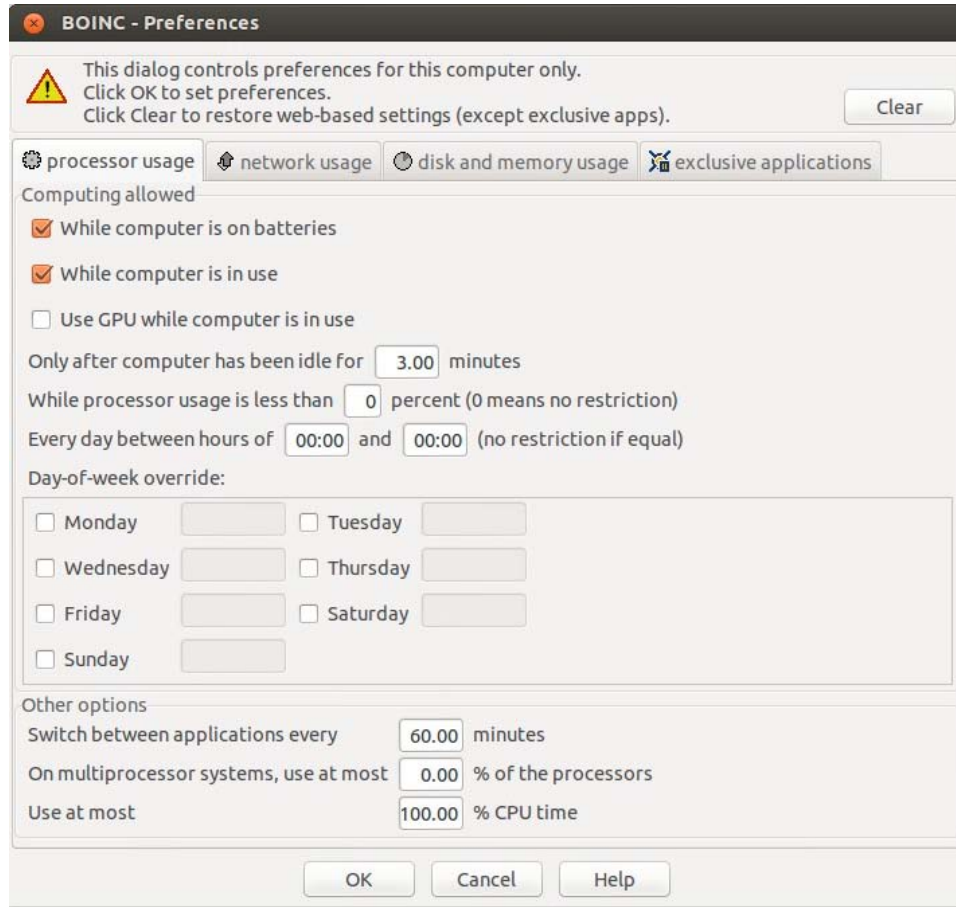 BOINC - Preferences
This dialog controls preferences for this computer only.
Click OK to set preferences.
Click Clear to restore web-based settings (except exclusive apps).
Clear
processor usage network usage disk and memory usage exclusive applications
Computing allowed
While computer is on batteries
While computer is in use
Use GPU while computer is in use
Only after computer has been idle for 3.00 minutes
While processor usage is less than 0 percent (0 means no restriction)
Every day between hours of 00:00 and 00:00 (no restriction if equal)
Day-of-week override:
Monday Tuesday
Wednesday Thursday
Friday Saturday
Sunday
Other options
Switch between applications every 60.00 minutes
On multiprocessor systems, use at most 0.00 % of the processors
Use at most 100.00 % CPU time
OK Cancel Help